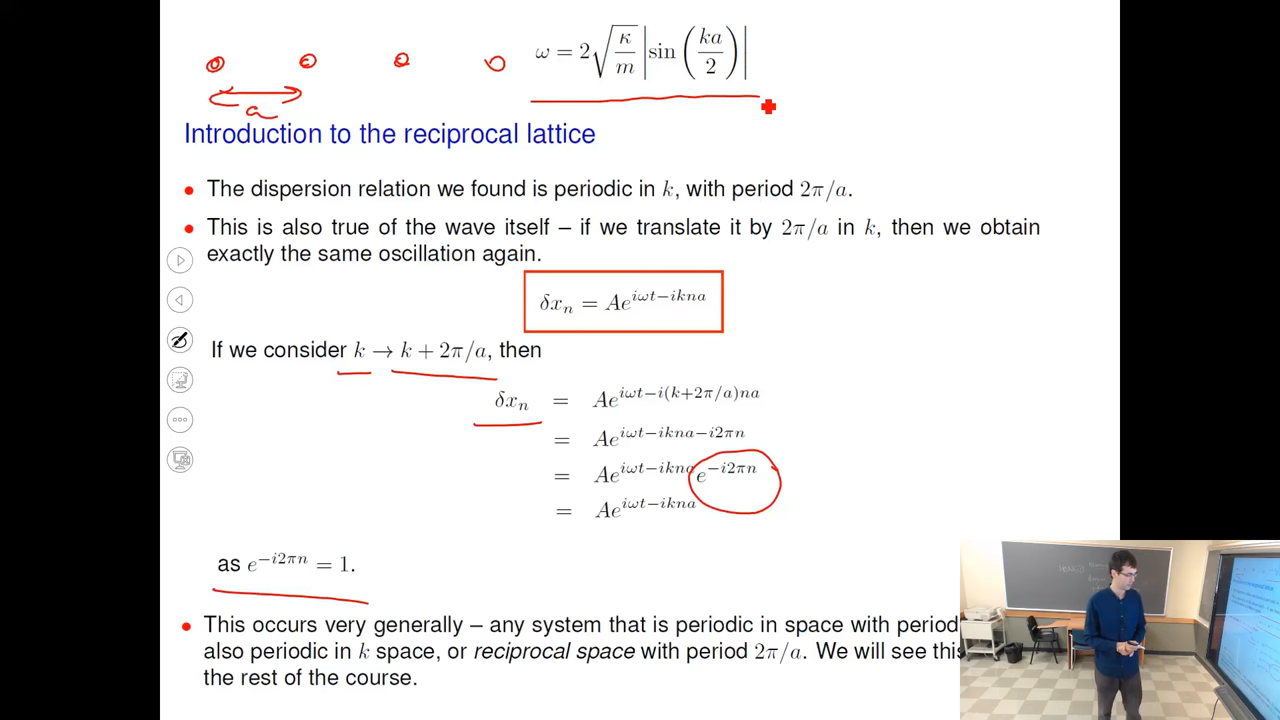 ω = 2√(κ/m) |sin(ka/2)|
a
Introduction to the reciprocal lattice
• The dispersion relation we found is periodic in k, with period 2π/a.
• This is also true of the wave itself – if we translate it by 2π/a in k, then we obtain
exactly the same oscillation again.
δxₙ = Ae^{iωt−ikna}
If we consider k → k + 2π/a, then
δxₙ = Ae^{iωt−i(k+2π/a)na}
= Ae^{iωt−ikna−i2πn}
= Ae^{iωt−ikna}e^{−i2πn}
= Ae^{iωt−ikna}
as e^{−i2πn} = 1.
• This occurs very generally – any system that is periodic in space with period
also periodic in k space, or reciprocal space with period 2π/a. We will see this
the rest of the course.